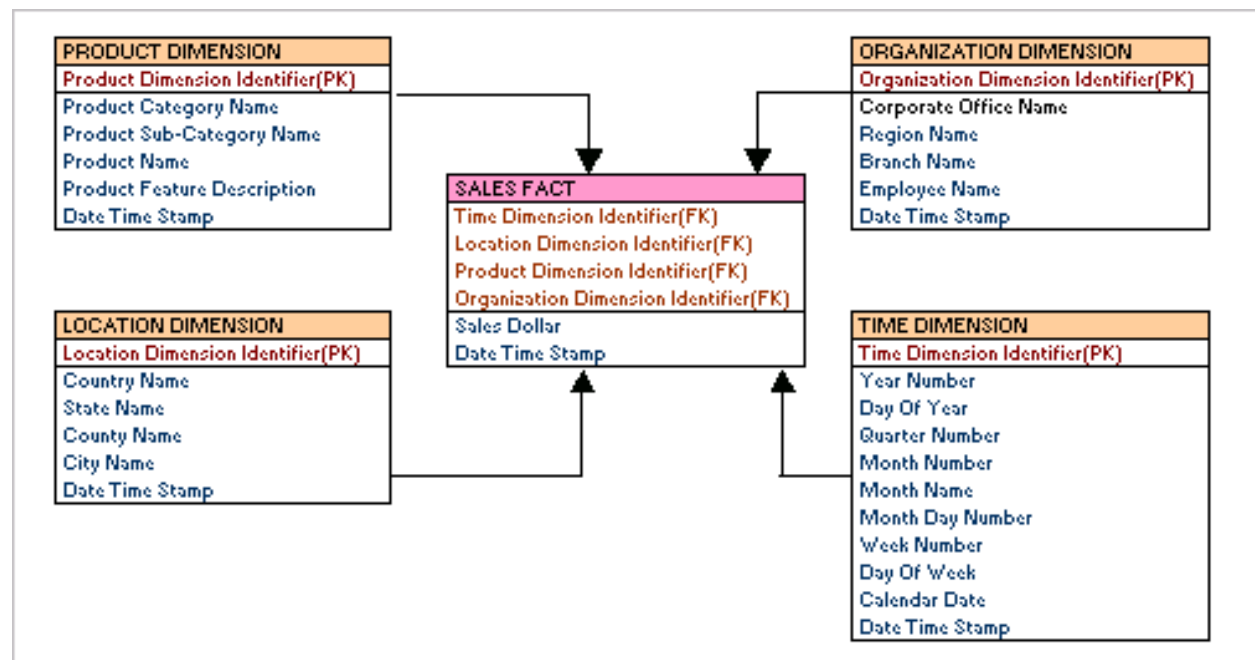 PRODUCT DIMENSION
Product Dimension Identifier(PK)
Product Category Name
Product Sub-Category Name
Product Name
Product Feature Description
Date Time Stamp
ORGANIZATION DIMENSION
Organization Dimension Identifier(PK)
Corporate Office Name
Region Name
Branch Name
Employee Name
Date Time Stamp
SALES FACT
Time Dimension Identifier(FK)
Location Dimension Identifier(FK)
Product Dimension Identifier(FK)
Organization Dimension Identifier(FK)
Sales Dollar
Date Time Stamp
LOCATION DIMENSION
Location Dimension Identifier(PK)
Country Name
State Name
County Name
City Name
Date Time Stamp
TIME DIMENSION
Time Dimension Identifier(PK)
Year Number
Day Of Year
Quarter Number
Month Number
Month Name
Month Day Number
Week Number
Day Of Week
Calendar Date
Date Time Stamp